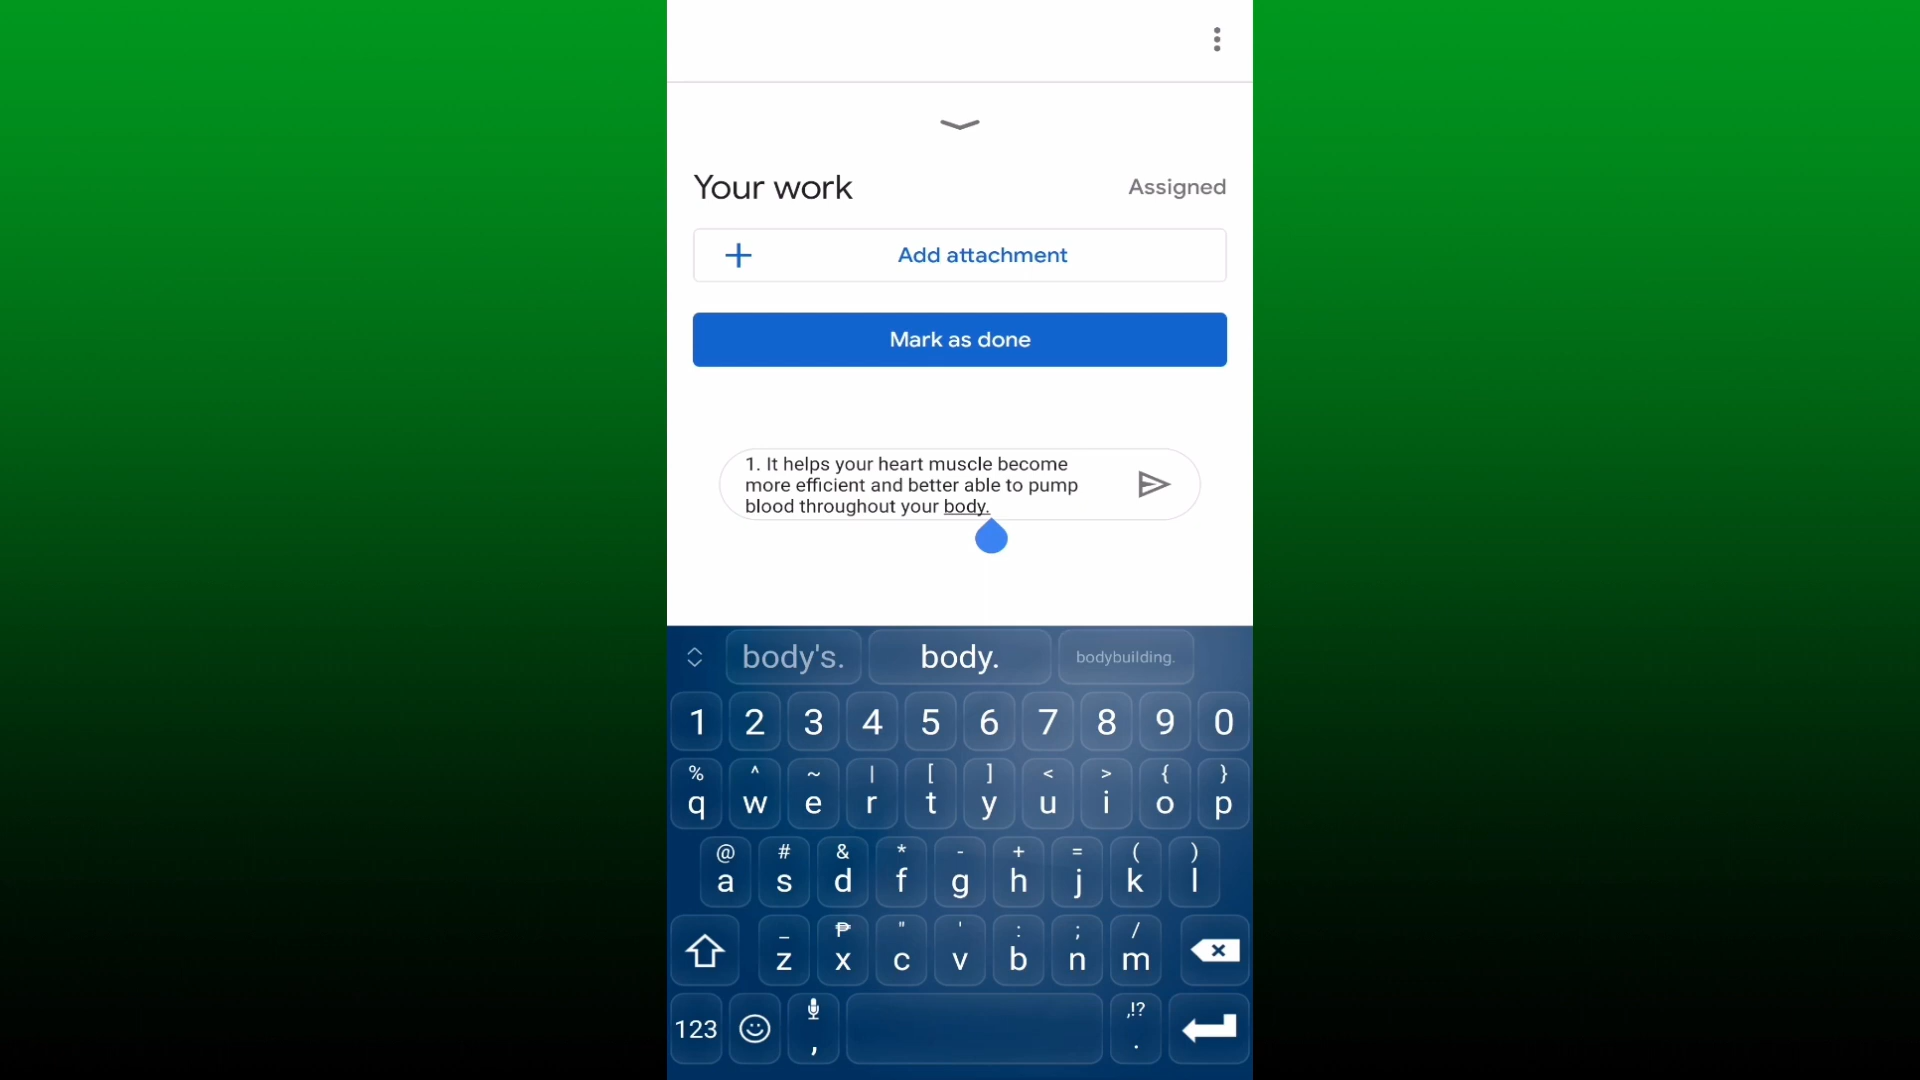 Your work
Assigned
Add attachment
Mark as done
1. It helps your heart muscle become
more efficient and better able to pump
blood throughout your body.
body's. body. bodybuilding.
1 2 3 4 5 6 7 8 9 0
% ^ ~ | [ ] < > { }
q w e r t y u i o p
@ # & * - + = ( )
a s d f g h j k l
_ ₱ " ' : ; /
z x c v b n m
,!?
123 , .